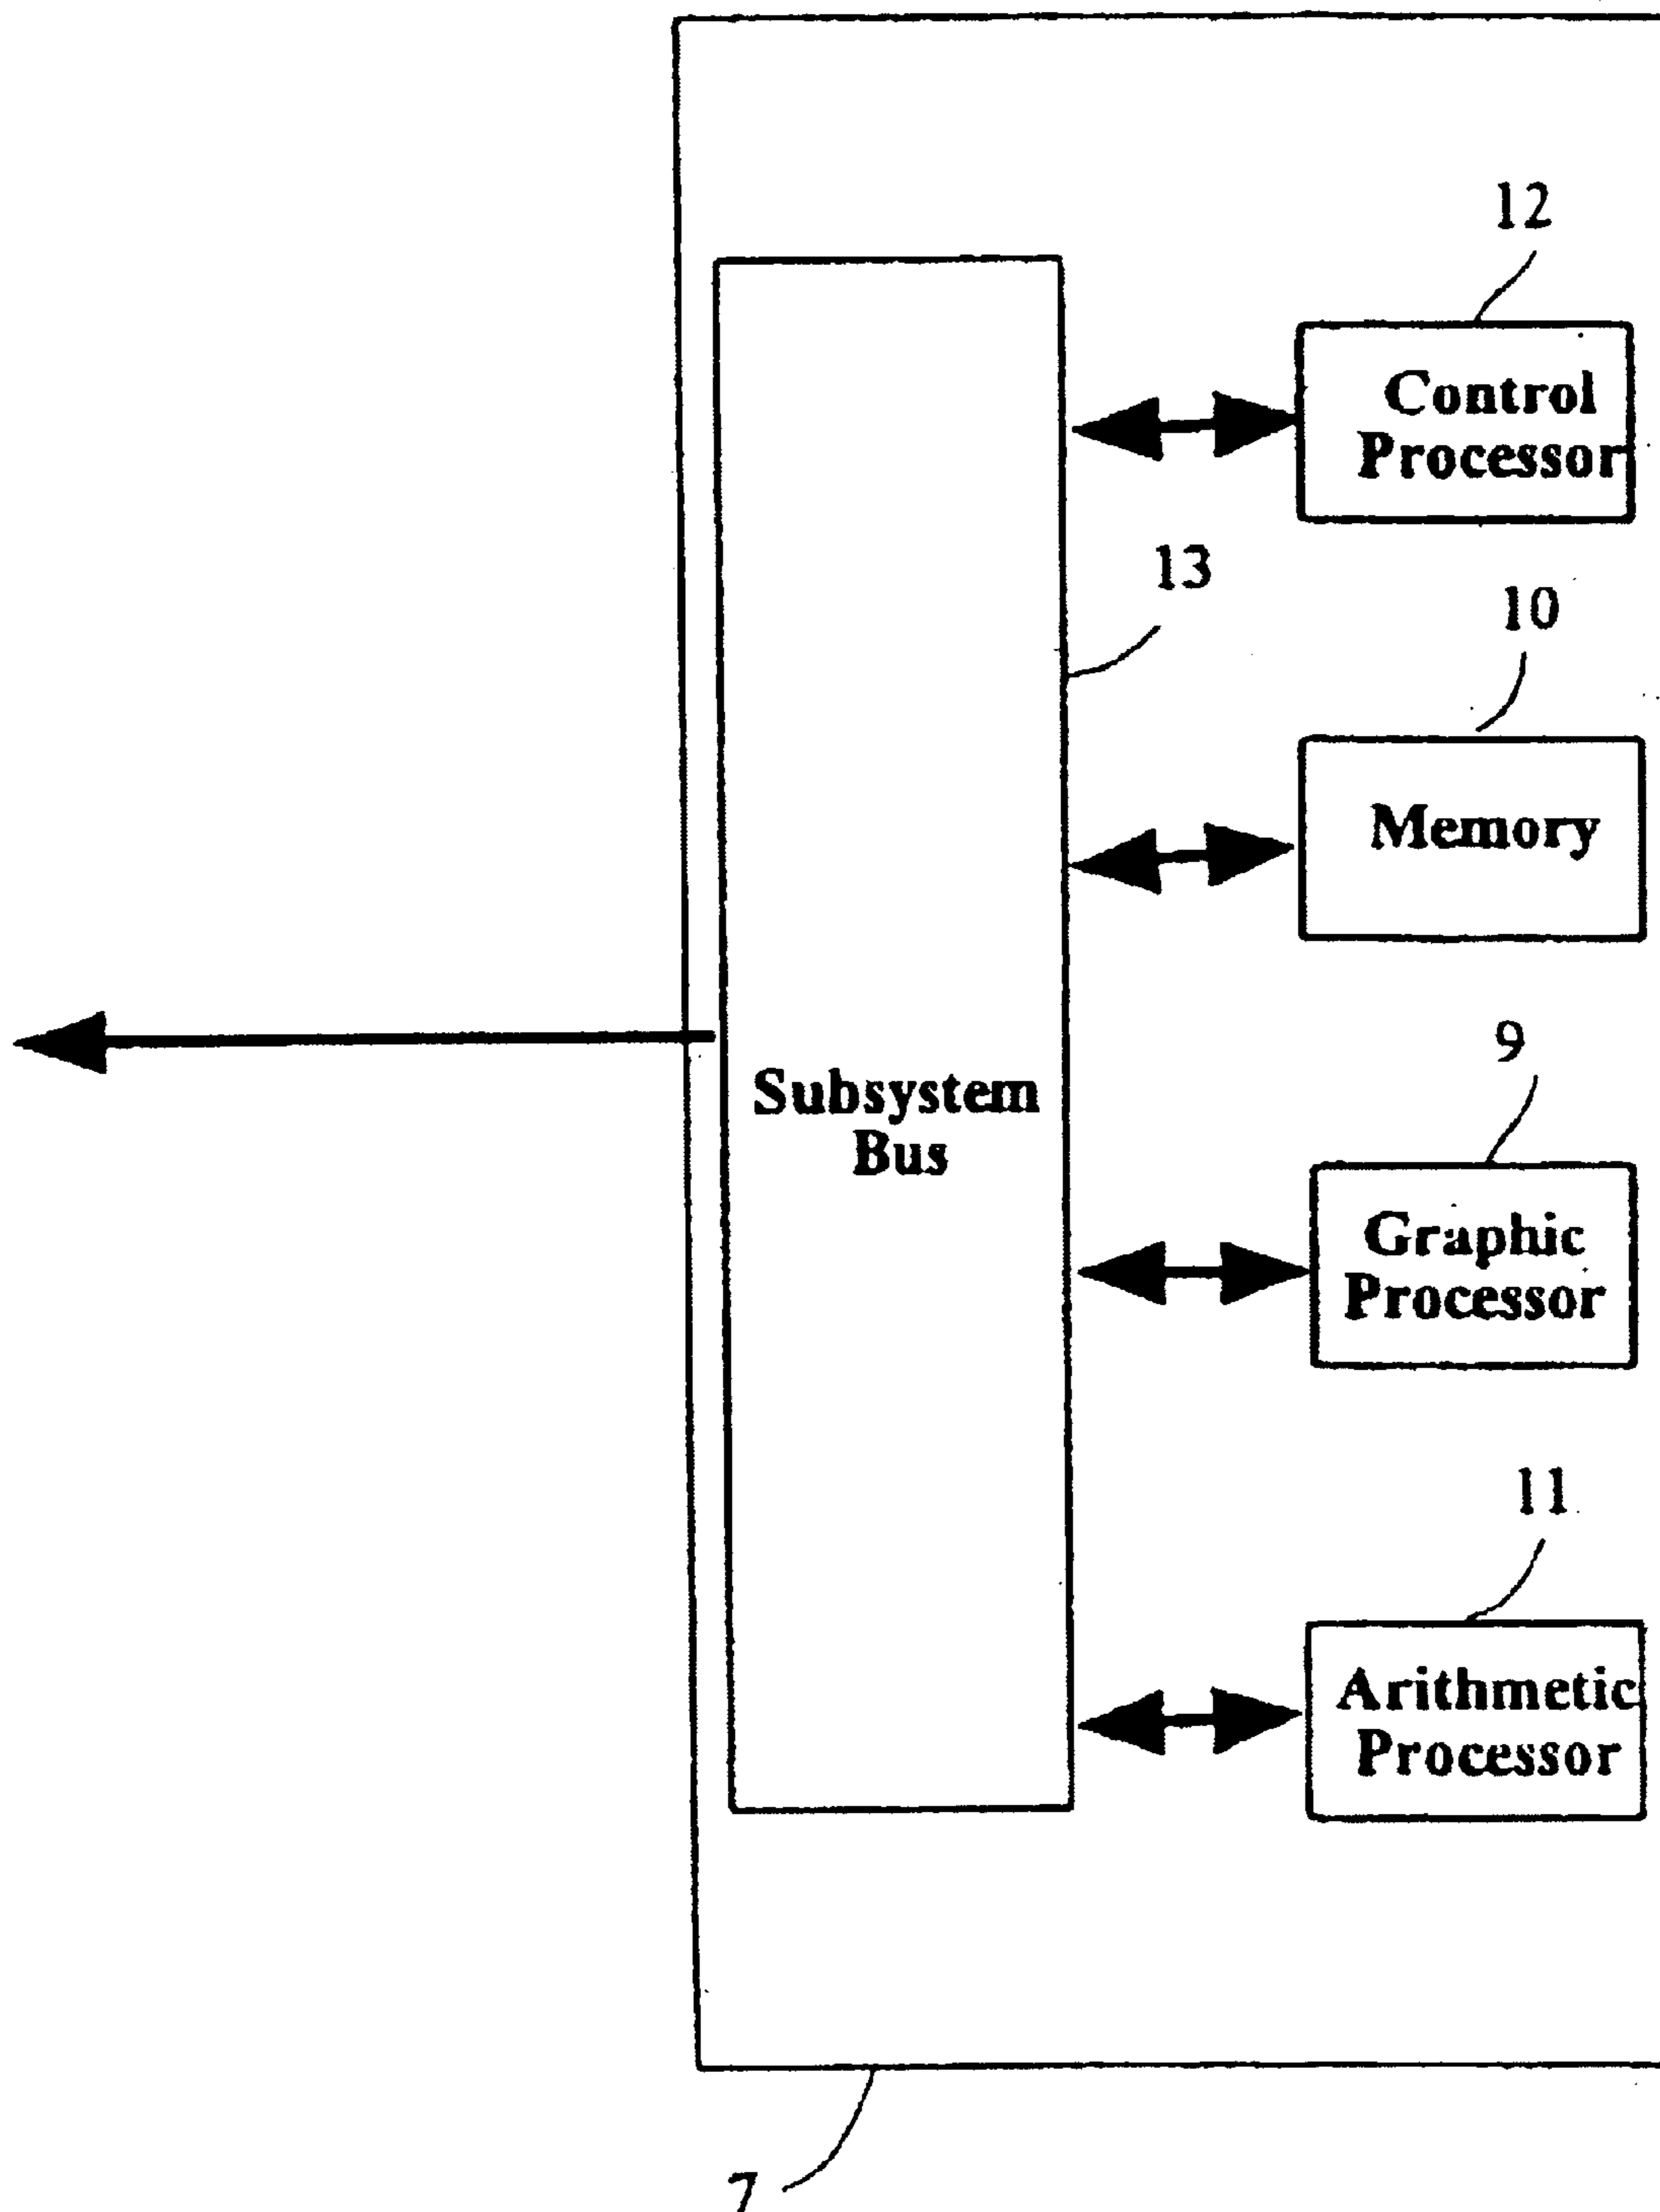 12
Control
Processor
13
10
Memory
9
Subsystem
Bus
Graphic
Processor
11
Arithmetic
Processor
7